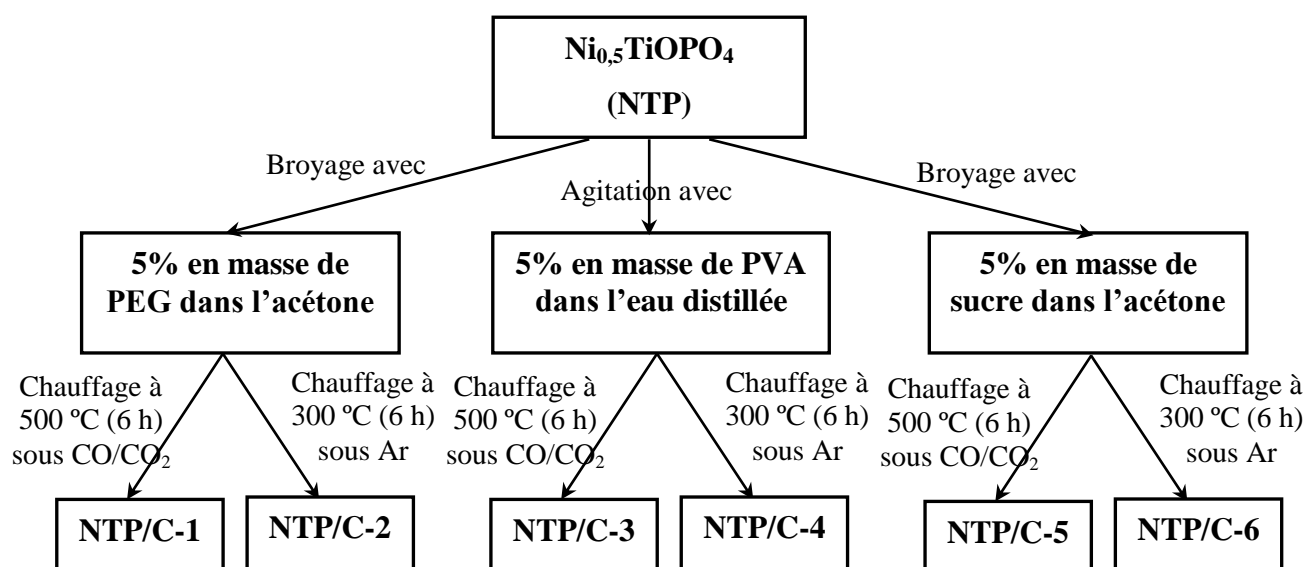 Ni₀,₅TiOPO₄
(NTP)
Broyage avec
Agitation avec
Broyage avec
5% en masse de
PEG dans l’acétone
5% en masse de PVA
dans l’eau distillée
5% en masse de
sucre dans l’acétone
Chauffage à
500 ºC (6 h)
sous CO/CO₂
Chauffage à
300 ºC (6 h)
sous Ar
Chauffage à
500 ºC (6 h)
sous CO/CO₂
Chauffage à
300 ºC (6 h)
sous Ar
Chauffage à
500 ºC (6 h)
sous CO/CO₂
Chauffage à
300 ºC (6 h)
sous Ar
NTP/C-1
NTP/C-2
NTP/C-3
NTP/C-4
NTP/C-5
NTP/C-6